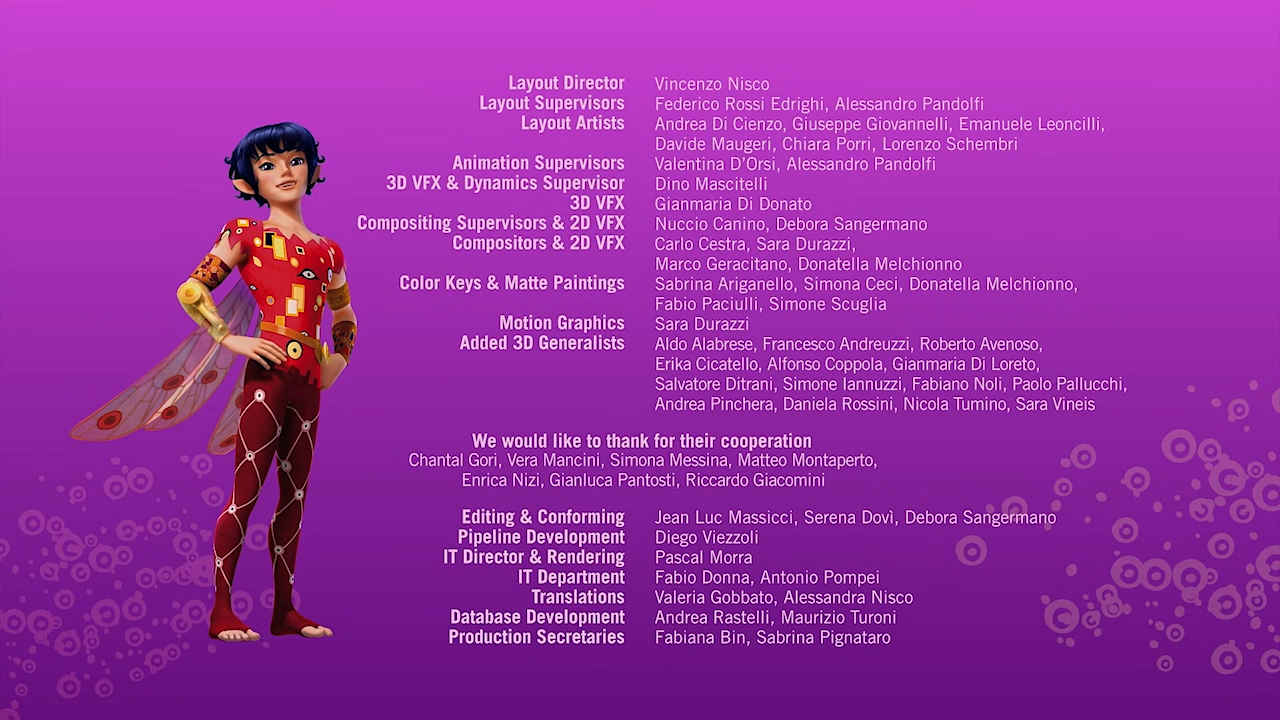 Layout Director Vincenzo Nisco
Layout Supervisors Federico Rossi Edrighi, Alessandro Pandolfi
Layout Artists Andrea Di Cienzo, Giuseppe Giovannelli, Emanuele Leoncilli,
Davide Maugeri, Chiara Porri, Lorenzo Schembri
Animation Supervisors Valentina D'Orsi, Alessandro Pandolfi
3D VFX & Dynamics Supervisor Dino Mascitelli
3D VFX Gianmaria Di Donato
Compositing Supervisors & 2D VFX Nuccio Canino, Debora Sangermano
Compositors & 2D VFX Carlo Cestra, Sara Durazzi,
Marco Geracitano, Donatella Melchionno
Color Keys & Matte Paintings Sabrina Ariganello, Simona Ceci, Donatella Melchionno,
Fabio Paciulli, Simone Scuglia
Motion Graphics Sara Durazzi
Added 3D Generalists Aldo Alabrese, Francesco Andreuzzi, Roberto Avenoso,
Erika Cicatello, Alfonso Coppola, Gianmaria Di Loreto,
Salvatore Ditrani, Simone Iannuzzi, Fabiano Noli, Paolo Pallucchi,
Andrea Pinchera, Daniela Rossini, Nicola Tumino, Sara Vineis
We would like to thank for their cooperation
Chantal Gori, Vera Mancini, Simona Messina, Matteo Montaperto,
Enrica Nizi, Gianluca Pantosti, Riccardo Giacomini
Editing & Conforming Jean Luc Massicci, Serena Dovì, Debora Sangermano
Pipeline Development Diego Viezzoli
IT Director & Rendering Pascal Morra
IT Department Fabio Donna, Antonio Pompei
Translations Valeria Gobbato, Alessandra Nisco
Database Development Andrea Rastelli, Maurizio Turoni
Production Secretaries Fabiana Bin, Sabrina Pignataro